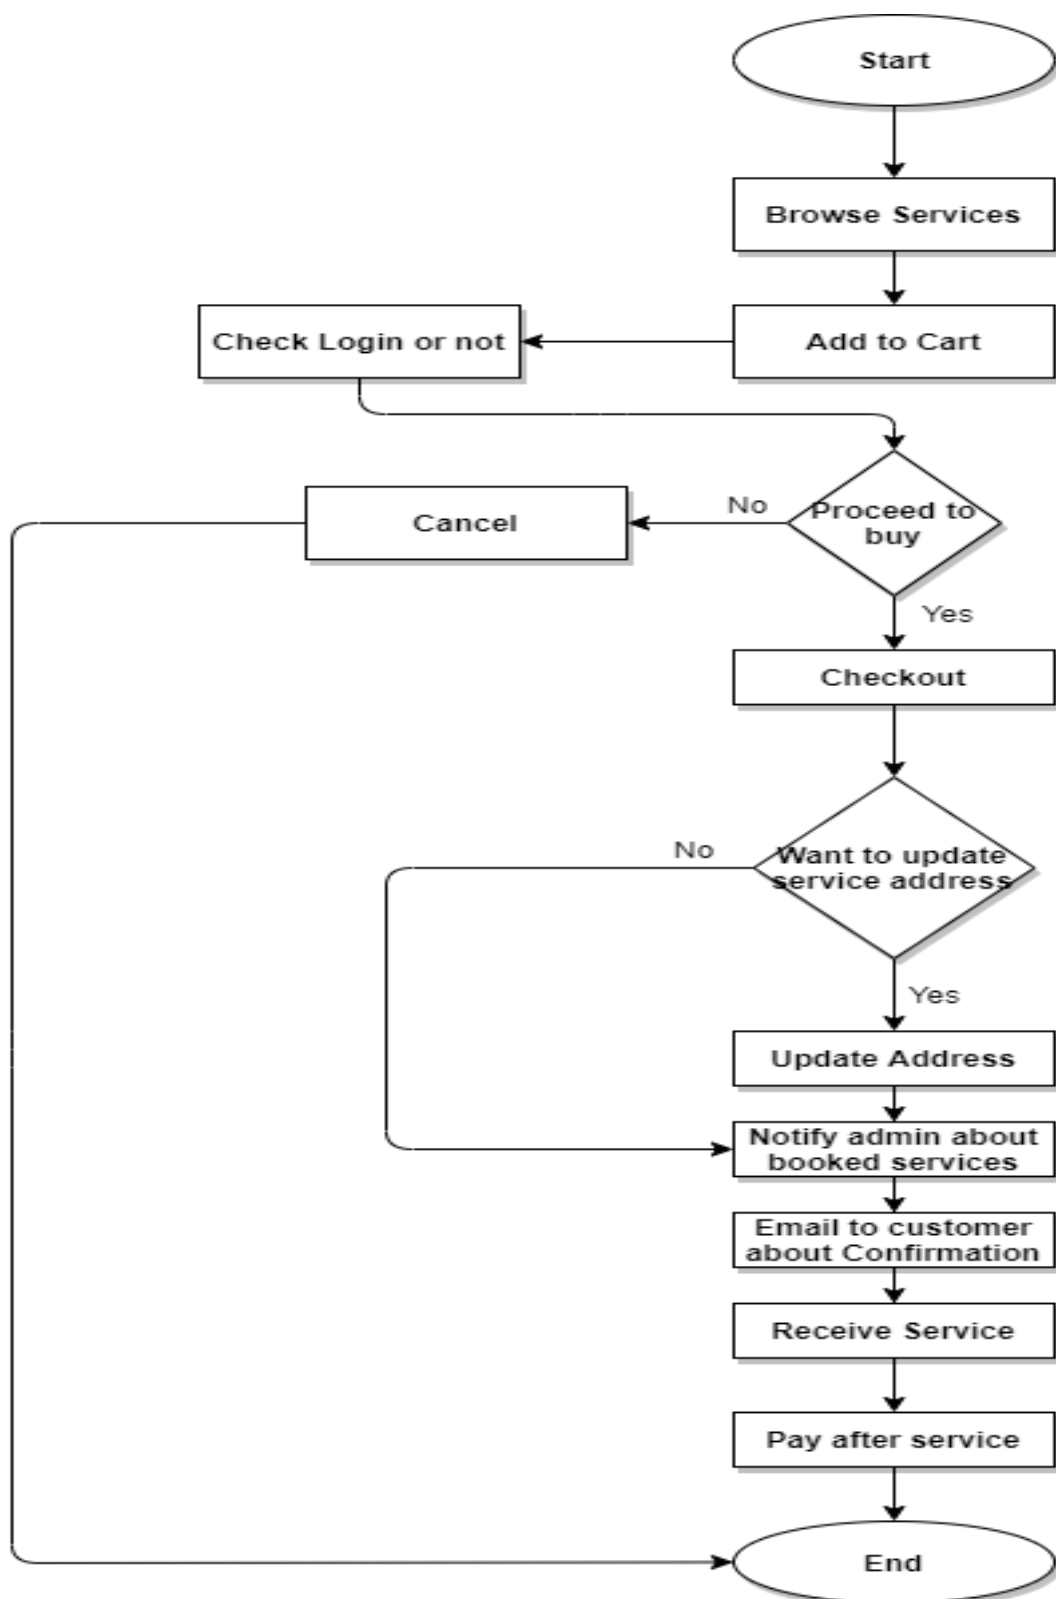 Start
Browse Services
Check Login or not
Add to Cart
Cancel
No
Proceed to
buy
Yes
Checkout
No
Want to update
service address
Yes
Update Address
Notify admin about
booked services
Email to customer
about Confirmation
Receive Service
Pay after service
End